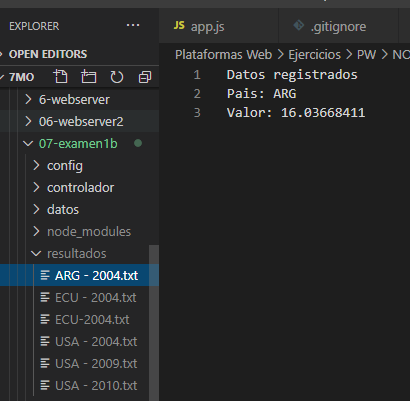 EXPLORER
...
JS app.js
.gitignore
OPEN EDITORS
Plataformas Web > Ejercicios > PW > NO
7MO
1 Datos registrados
2 Pais: ARG
3 Valor: 16.03668411
6-webserver
06-webserver2
07-examen1b
config
controlador
datos
node_modules
resultados
ARG - 2004.txt
ECU - 2004.txt
ECU-2004.txt
USA - 2004.txt
USA - 2009.txt
USA - 2010.txt